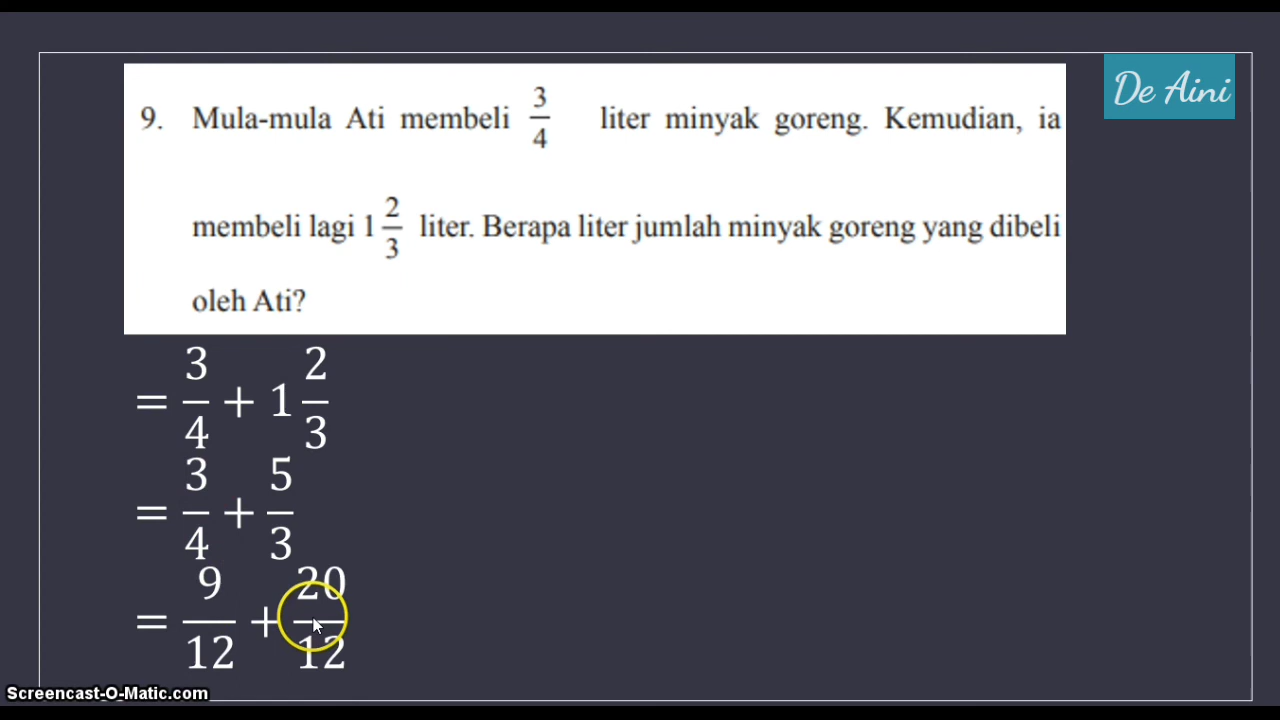 De Aini
9. Mula-mula Ati membeli 3/4 liter minyak goreng. Kemudian, ia
membeli lagi 1 2/3 liter. Berapa liter jumlah minyak goreng yang dibeli
oleh Ati?
= 3/4 + 1 2/3
= 3/4 + 5/3
= 9/12 + 20/12
Screencast-O-Matic.com